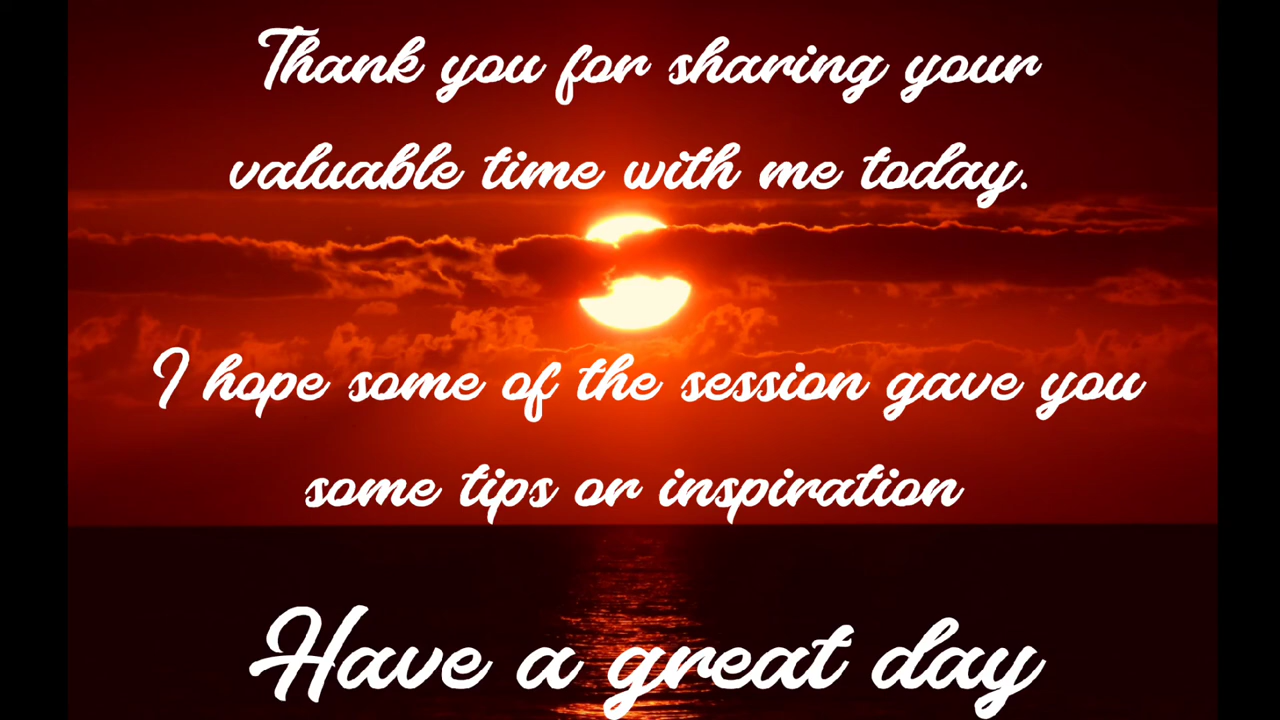 Thank you for sharing your
valuable time with me today.
I hope some of the session gave you
some tips or inspiration
Have a great day